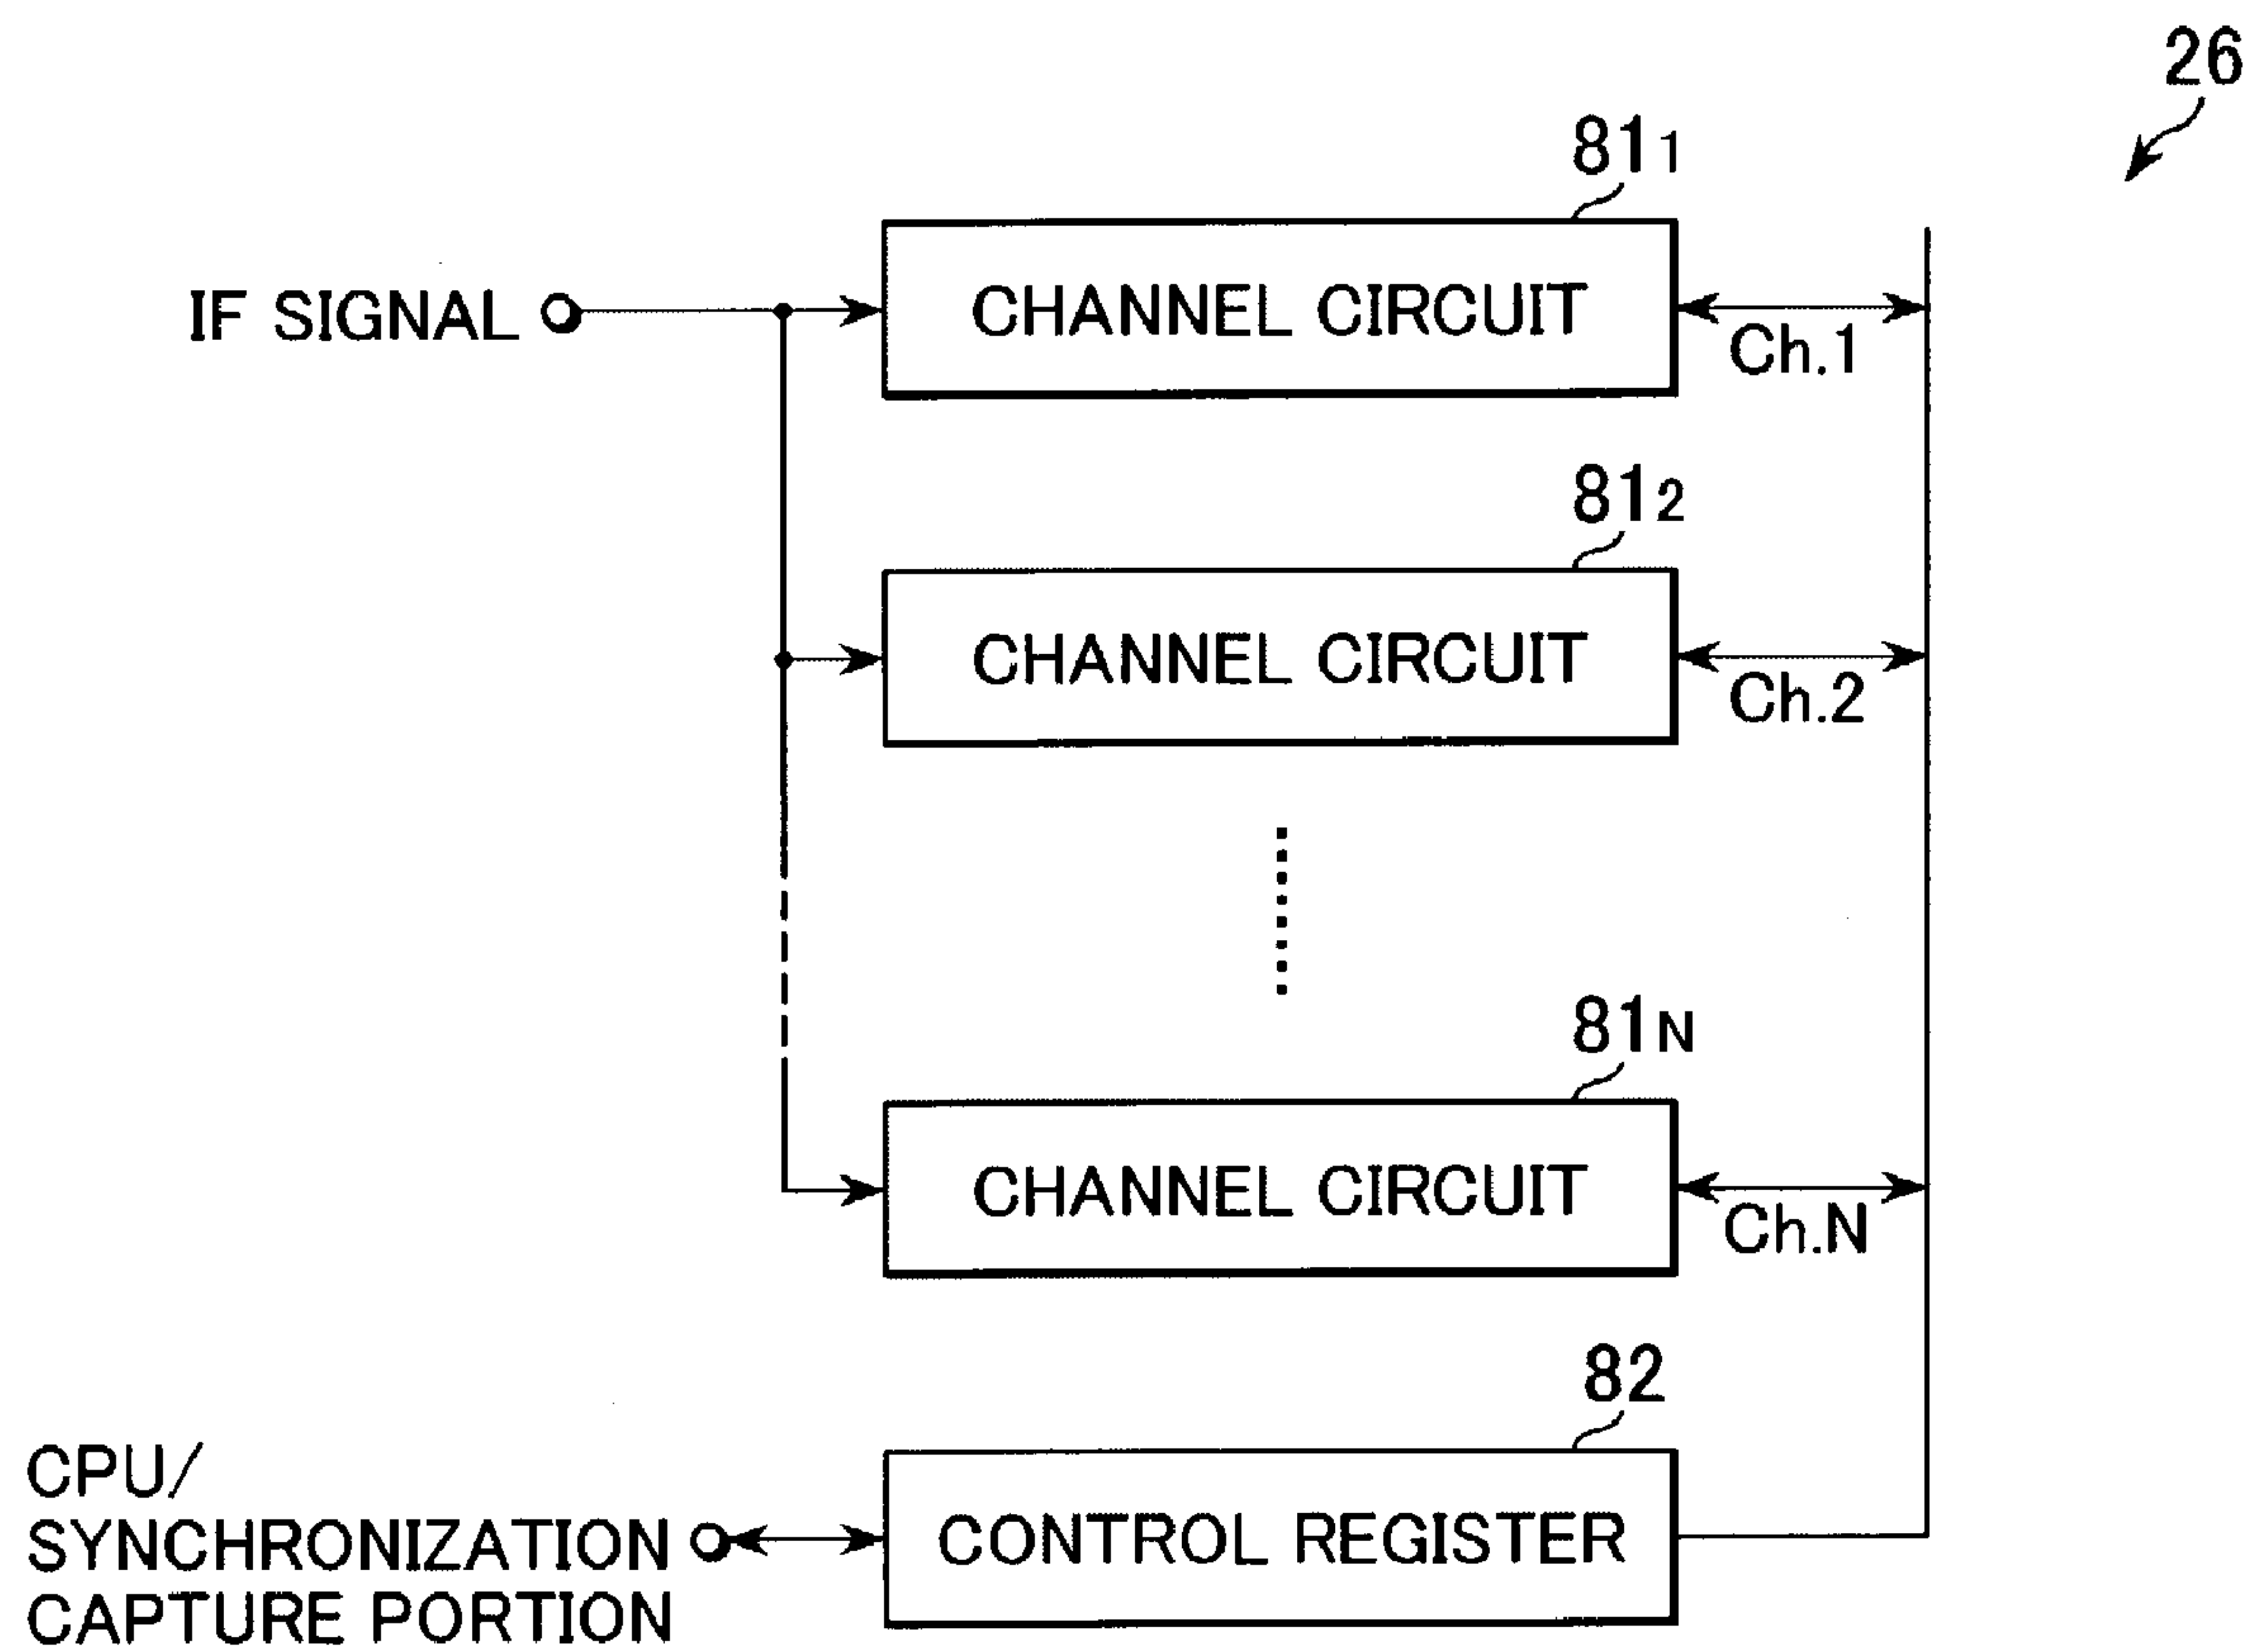 26
81₁
IF SIGNAL
CHANNEL CIRCUIT
Ch.1
81₂
CHANNEL CIRCUIT
Ch.2
81N
CHANNEL CIRCUIT
Ch.N
82
CPU/
SYNCHRONIZATION
CAPTURE PORTION
CONTROL REGISTER